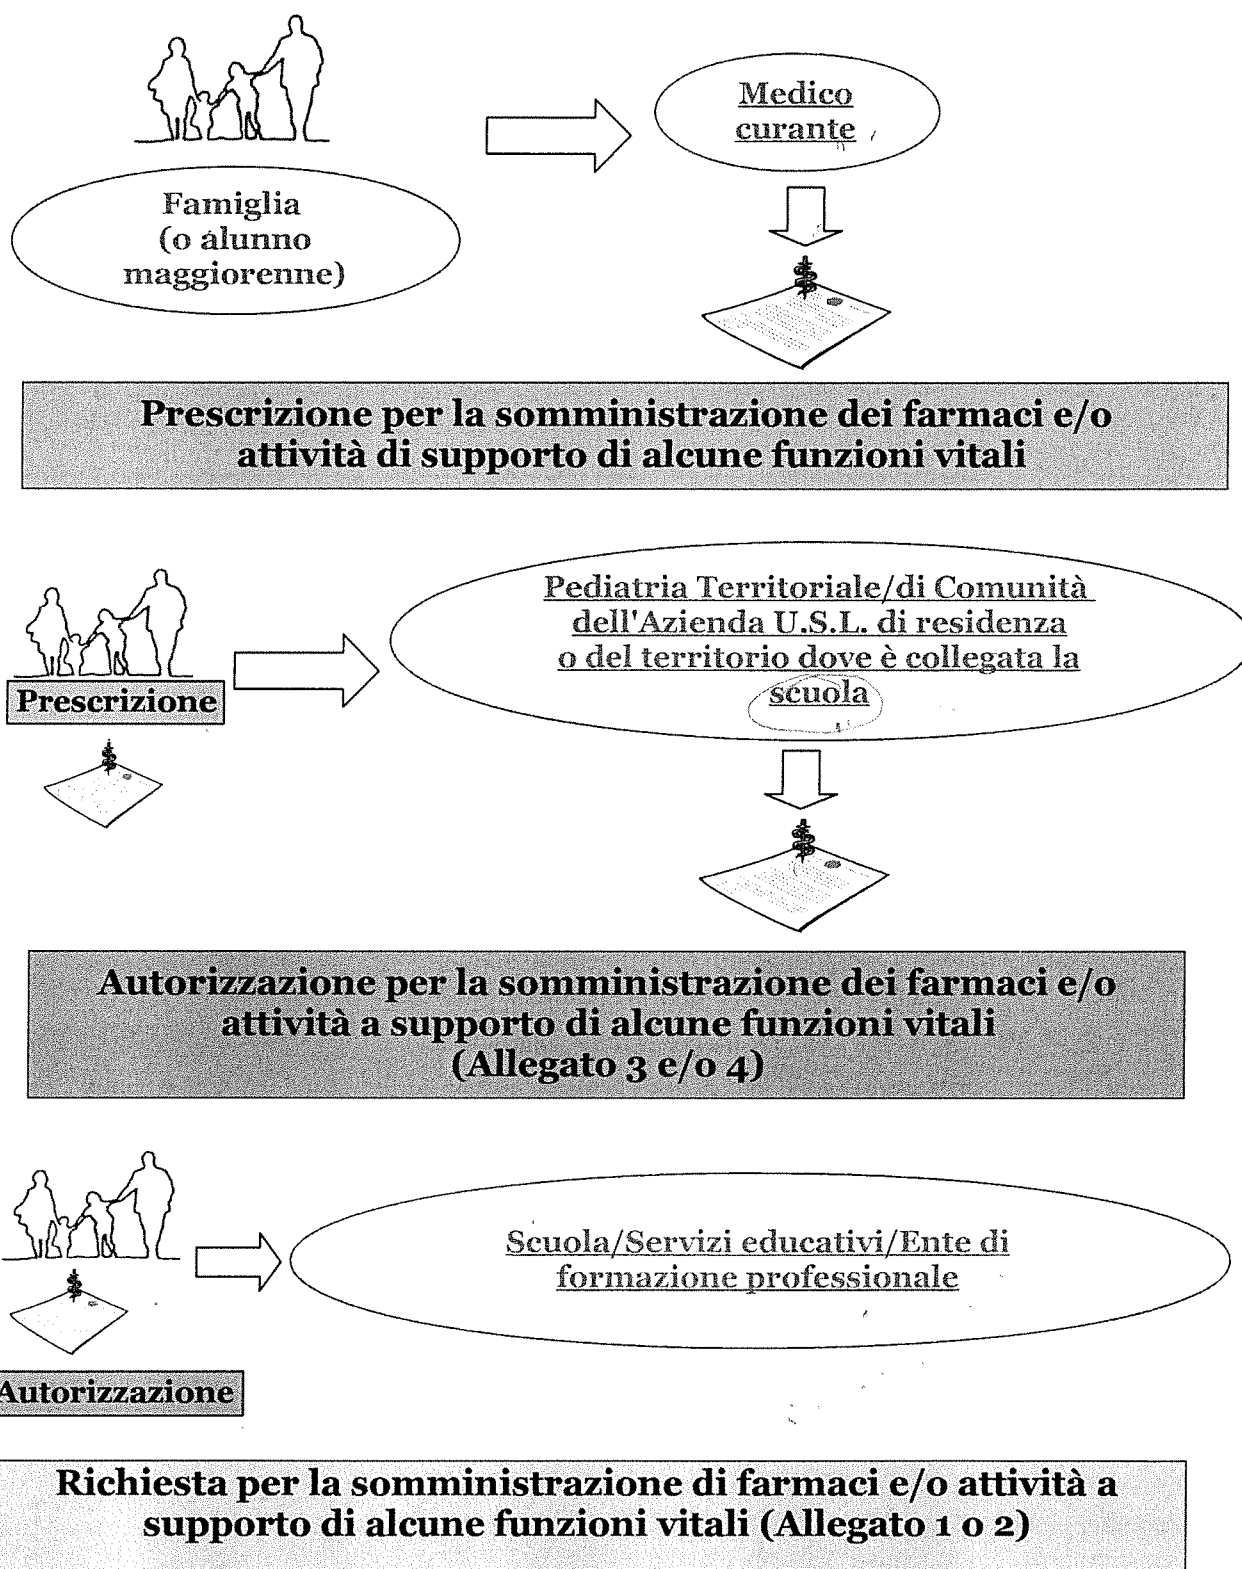 Medico
curante
Famiglia
(o alunno
maggiorenne)
Prescrizione per la somministrazione dei farmaci e/o
attività di supporto di alcune funzioni vitali
Pediatria Territoriale/di Comunità
dell'Azienda U.S.L. di residenza
o del territorio dove è collegata la
scuola
Prescrizione
Autorizzazione per la somministrazione dei farmaci e/o
attività a supporto di alcune funzioni vitali
(Allegato 3 e/o 4)
Scuola/Servizi educativi/Ente di
formazione professionale
Autorizzazione
Richiesta per la somministrazione di farmaci e/o attività a
supporto di alcune funzioni vitali (Allegato 1 o 2)